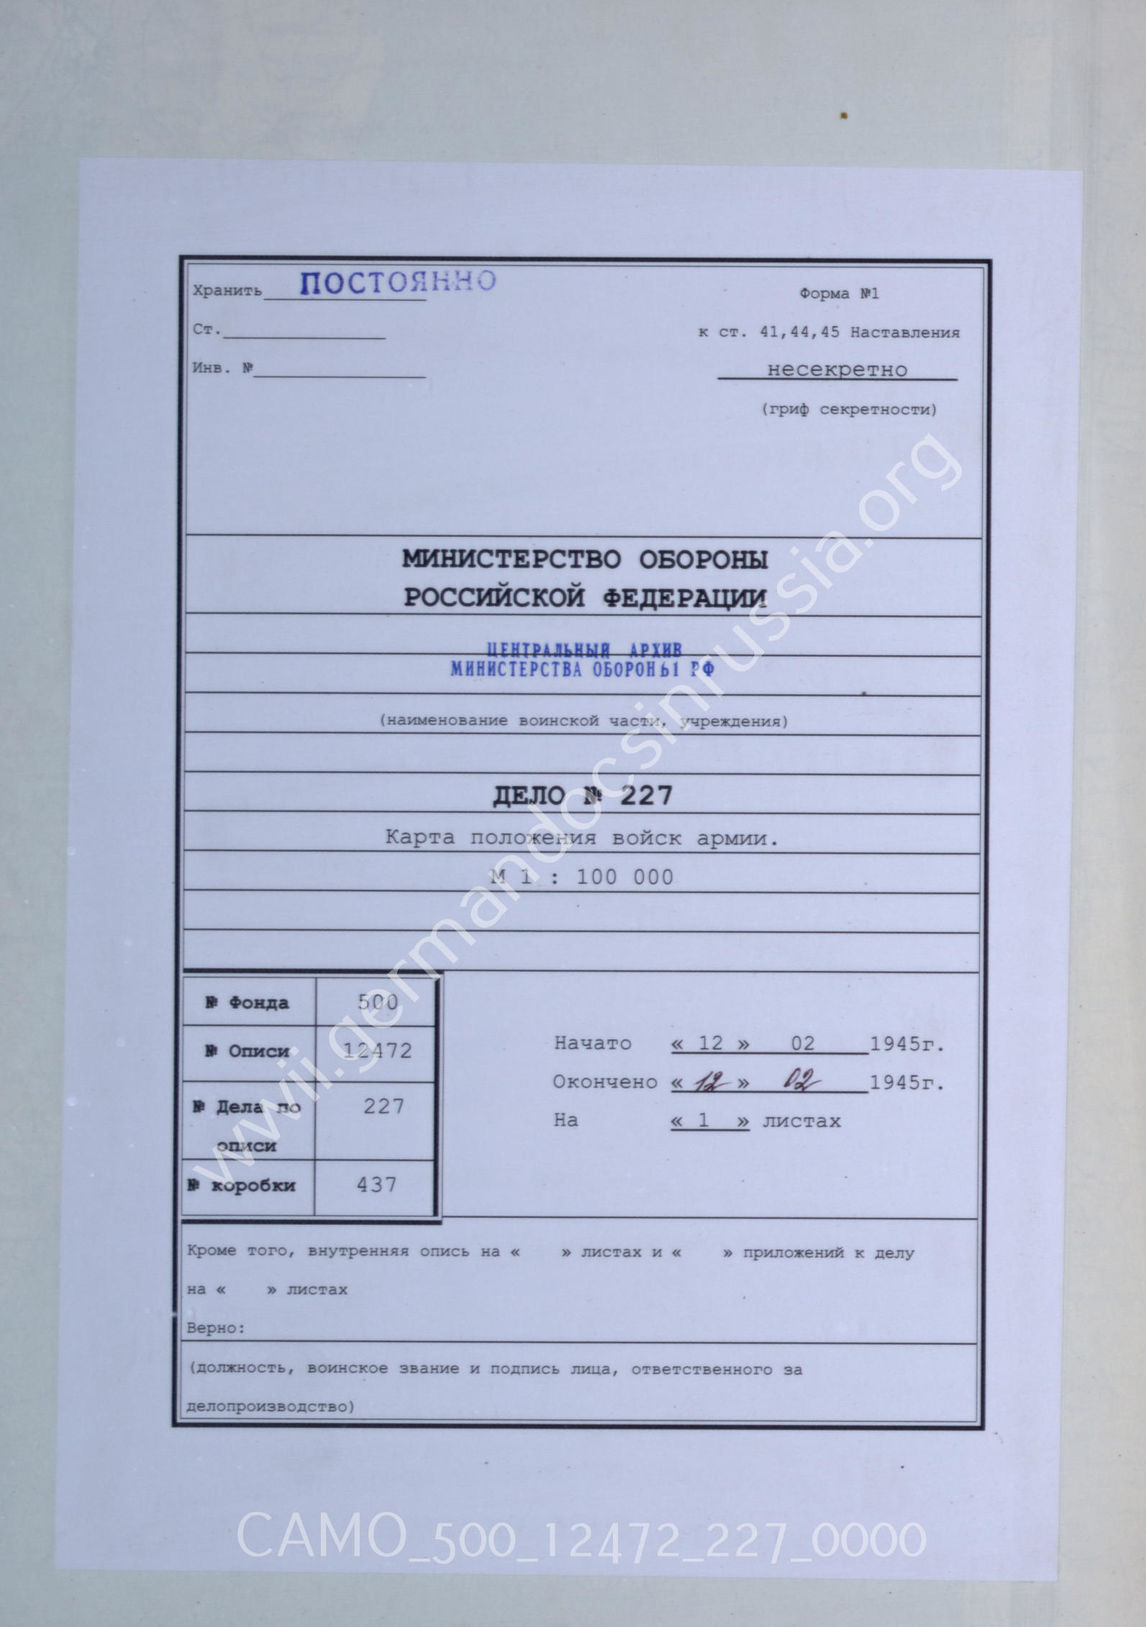 Хранить ПОСТОЯННО
Форма №1
Ст.
к ст. 41,44,45 Наставления
Инв. №
несекретно
(гриф секретности)
МИНИСТЕРСТВО ОБОРОНЫ
РОССИЙСКОЙ ФЕДЕРАЦИИ
ЦЕНТРАЛЬНЫЙ АРХИВ
МИНИСТЕРСТВА ОБОРОНЫ РФ
(наименование воинской части, учреждения)
ДЕЛО № 227
Карта положения войск армии.
М 1 : 100 000
№ Фонда 500
№ Описи 12472
№ Дела по описи 227
№ коробки 437
Начато « 12 » 02 1945г.
Окончено « 12 » 02 1945г.
На « 1 » листах
Кроме того, внутренняя опись на « » листах и « » приложений к делу
на « » листах
Верно:
(должность, воинское звание и подпись лица, ответственного за
делопроизводство)
wwii.germandocsinrussia.org
CAMO_500_12472_227_0000